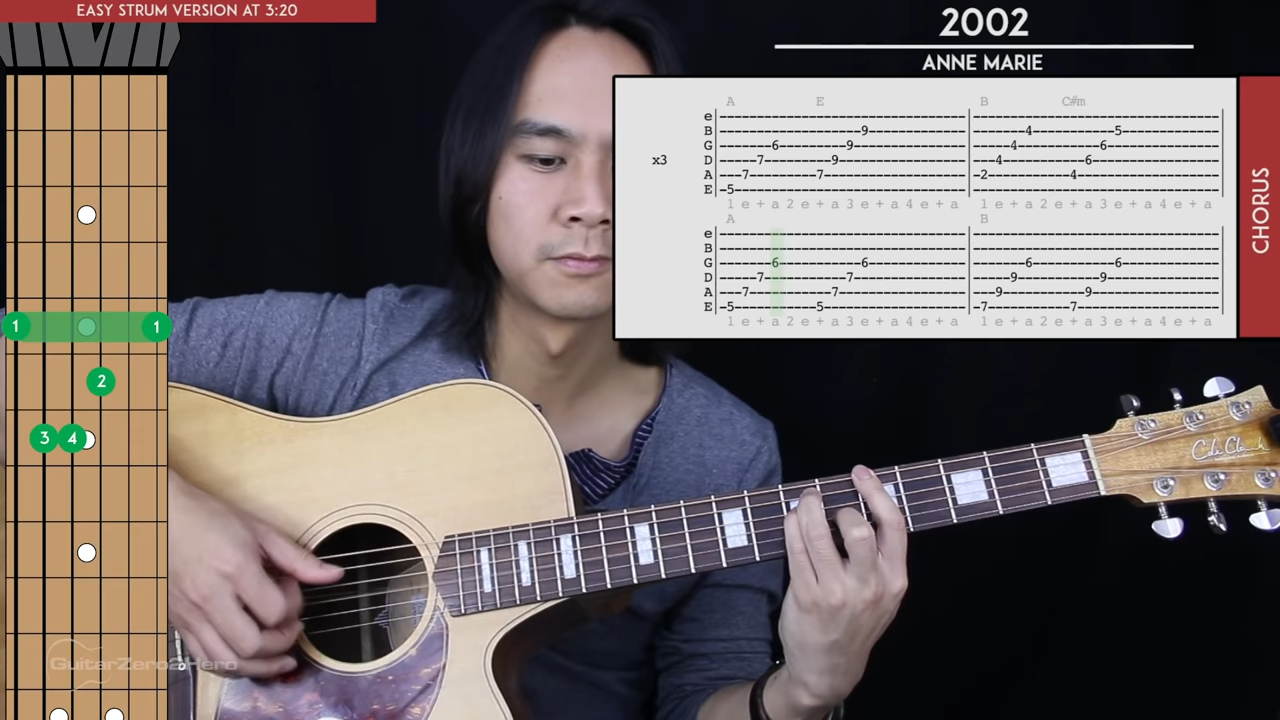 EASY STRUM VERSION AT 3:20
2002
ANNE MARIE
A E B C#m
e|-----------------|-----------------|
B|----------9------|----4-----5------|
G|----6----9-------|---4-----6-------|
x3 D|---7----9--------|--4-----6--------|
A|--7----7---------|-2-----4---------|
E|-5---------------|-----------------|
1 e + a 2 e + a 3 e + a 4 e + a 1 e + a 2 e + a 3 e + a 4 e + a
A B
e|-----------------|-----------------|
B|-----------------|-----------------|
G|----6-----6------|----6-----6------|
D|---7-----7-------|---9-----9-------|
A|--7-----7--------|--9-----9--------|
E|-5-----5---------|-7-----7---------|
1 e + a 2 e + a 3 e + a 4 e + a 1 e + a 2 e + a 3 e + a 4 e + a
CHORUS
1 1
2
3 4
GuitarZero2Hero
Cole Clark